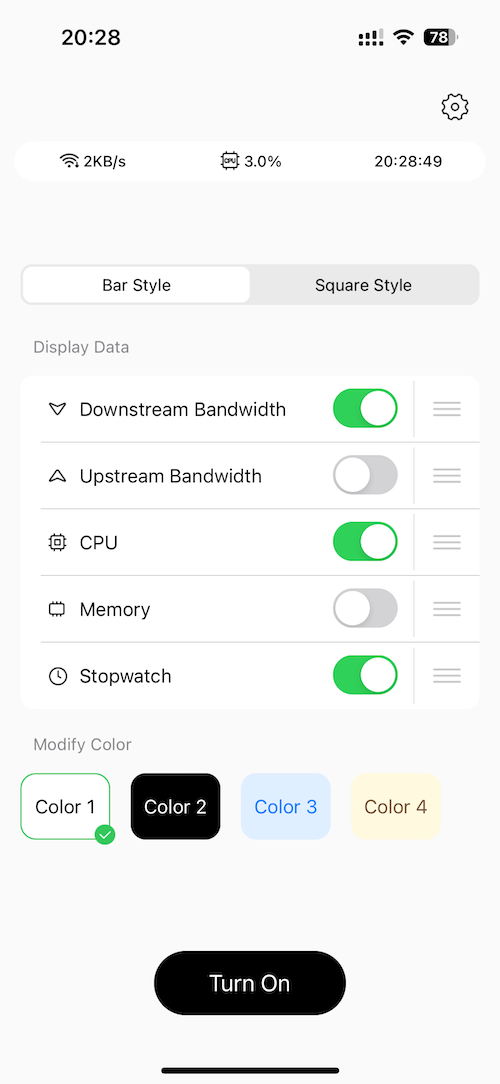 20:28 78
2KB/s CPU 3.0% 20:28:49
Bar Style Square Style
Display Data
Downstream Bandwidth
Upstream Bandwidth
CPU
Memory
Stopwatch
Modify Color
Color 1 Color 2 Color 3 Color 4
Turn On